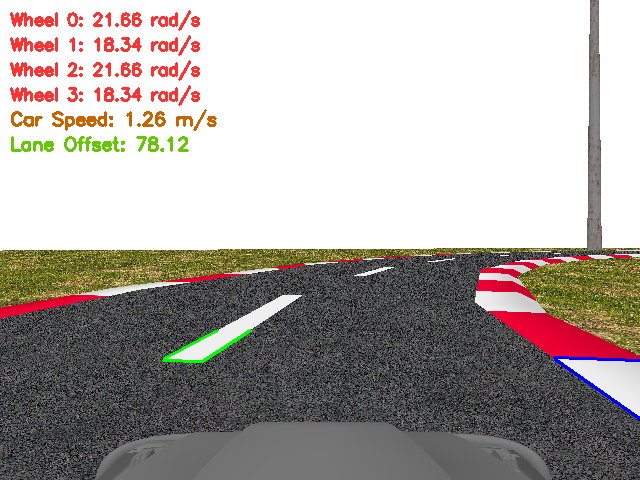 Wheel 0: 21.66 rad/s
Wheel 1: 18.34 rad/s
Wheel 2: 21.66 rad/s
Wheel 3: 18.34 rad/s
Car Speed: 1.26 m/s
Lane Offset: 78.12